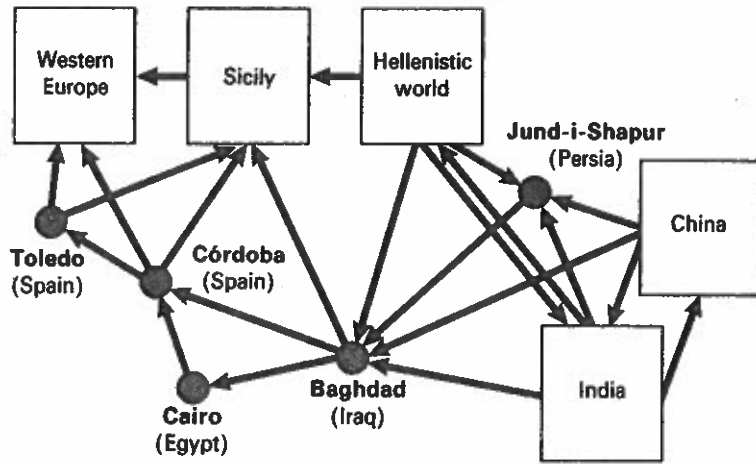 Western
Europe
Sicily
Hellenistic
world
Jund-i-Shapur
(Persia)
China
Toledo
(Spain)
Córdoba
(Spain)
Baghdad
(Iraq)
India
Cairo
(Egypt)